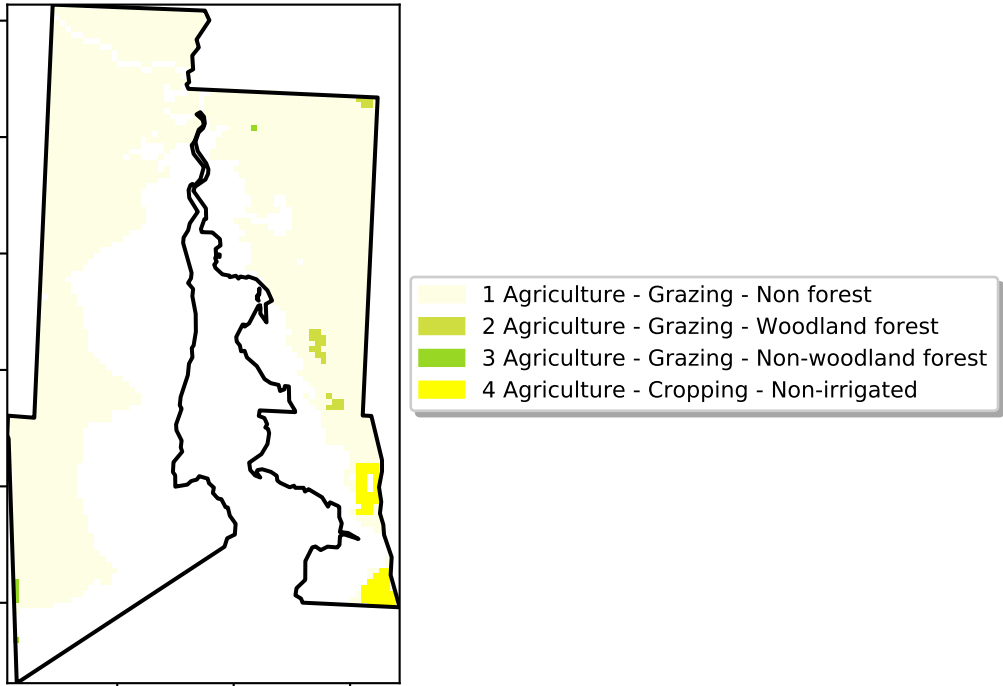 1 Agriculture - Grazing - Non forest
2 Agriculture - Grazing - Woodland forest
3 Agriculture - Grazing - Non-woodland forest
4 Agriculture - Cropping - Non-irrigated